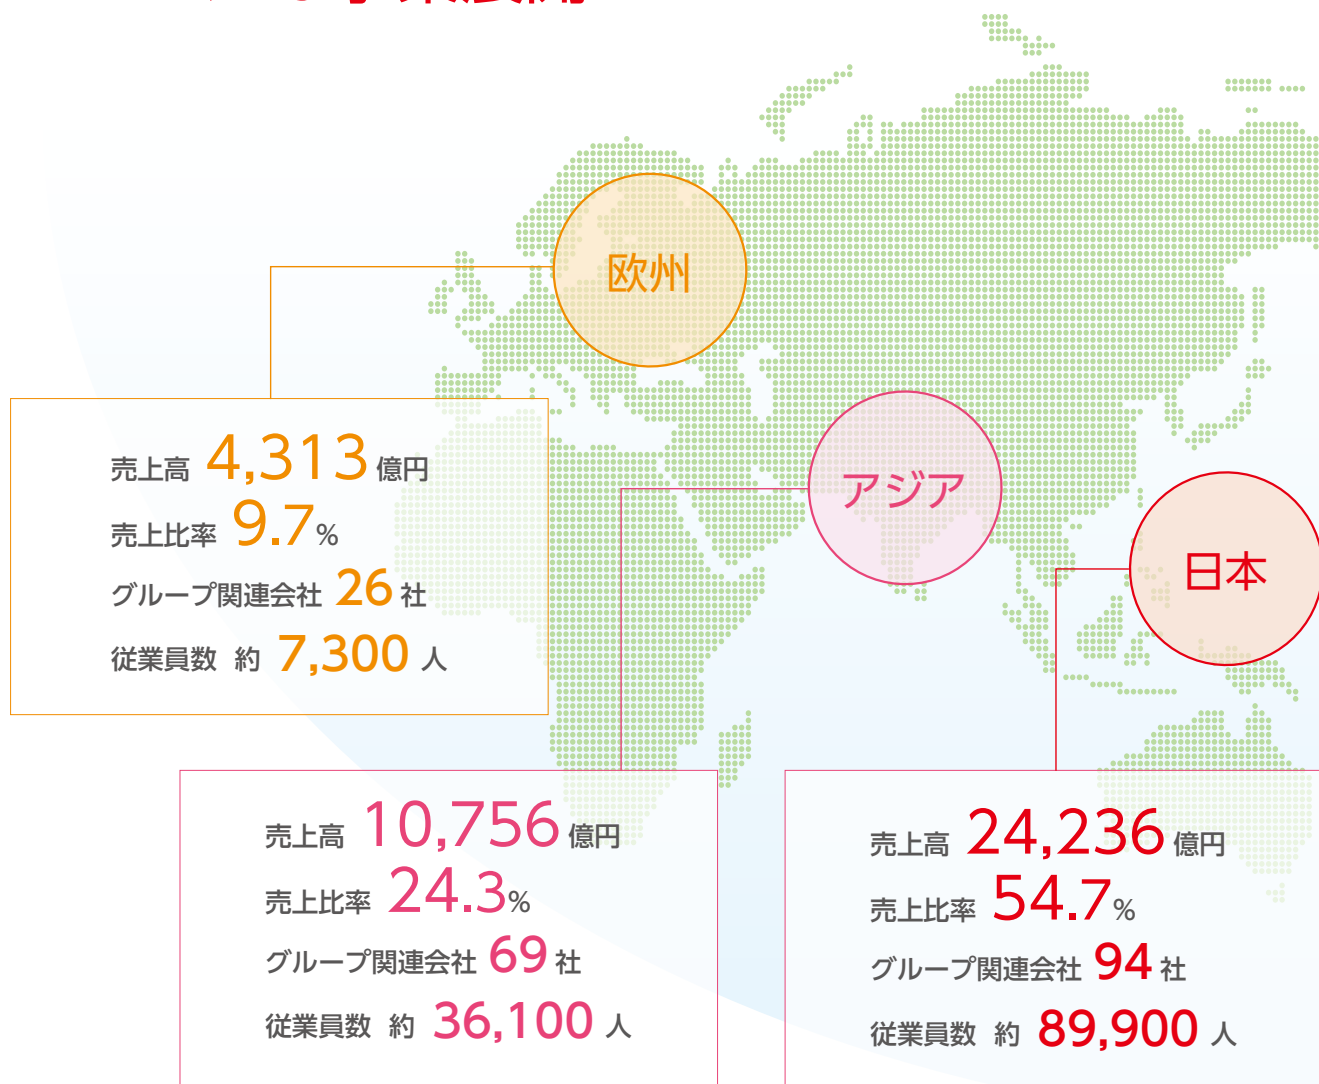 欧州
売上高 4,313 億円
売上比率 9.7%
グループ関連会社 26 社
従業員数 約 7,300 人
アジア
売上高 10,756 億円
売上比率 24.3%
グループ関連会社 69 社
従業員数 約 36,100 人
日本
売上高 24,236 億円
売上比率 54.7%
グループ関連会社 94 社
従業員数 約 89,900 人